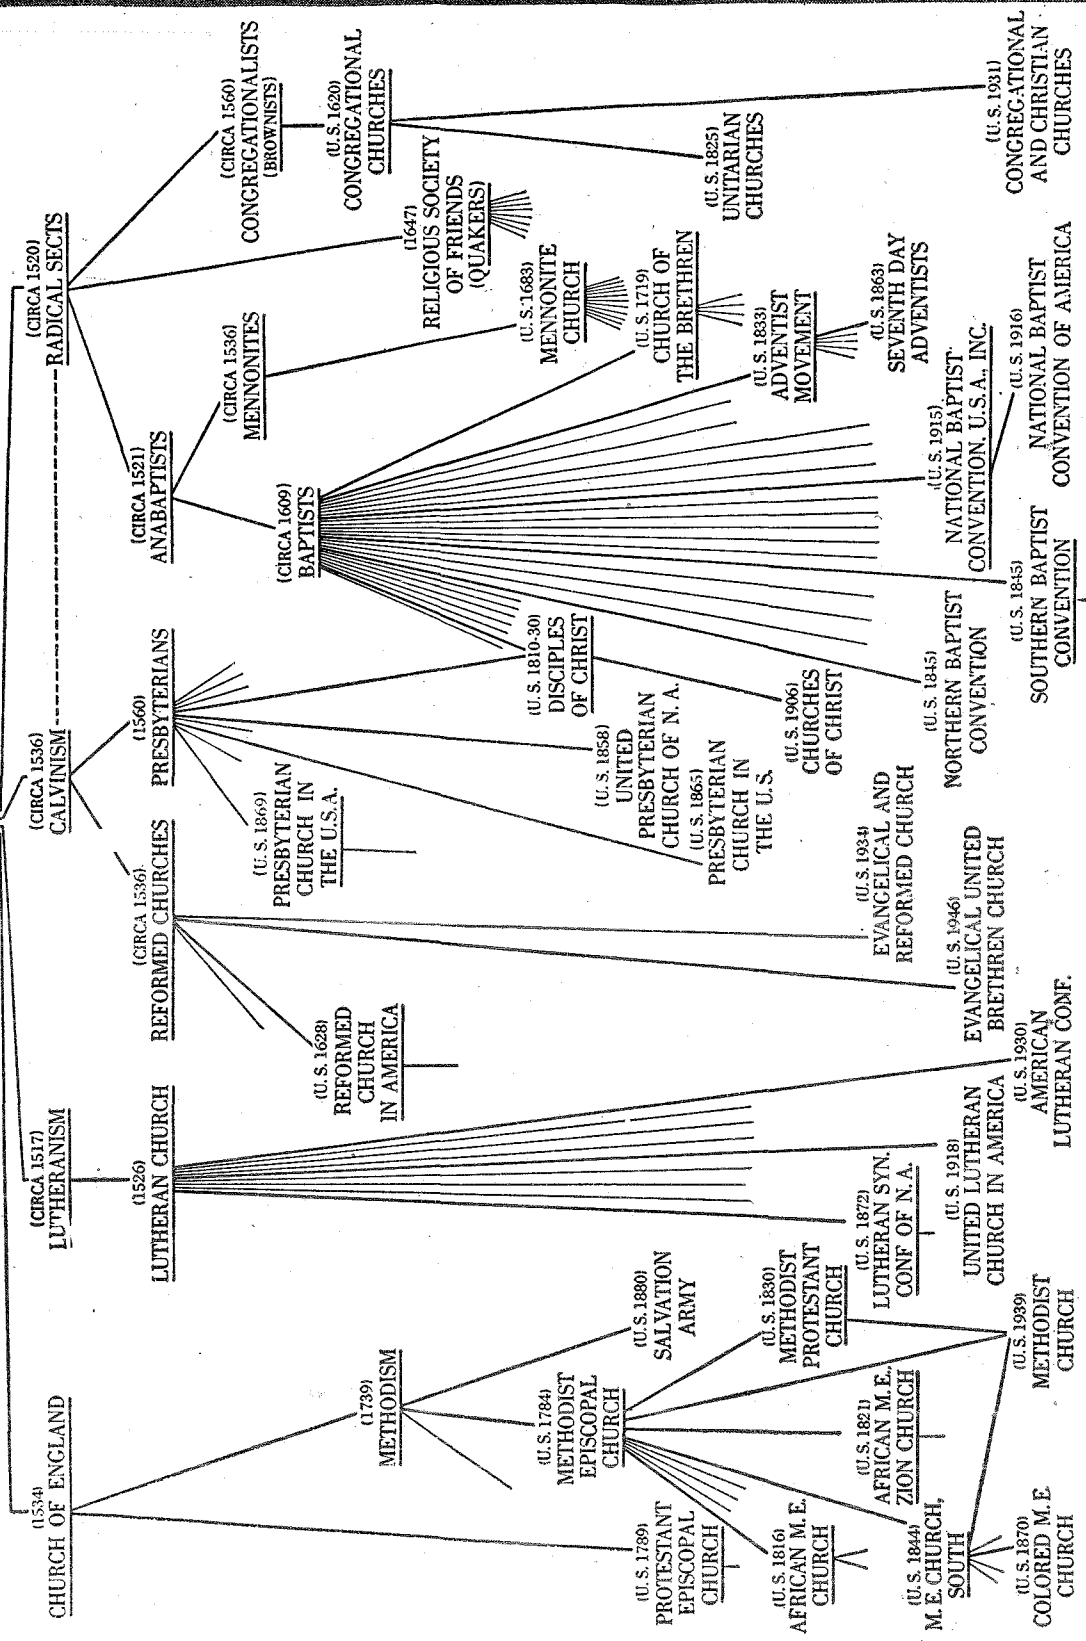 (1534)
CHURCH OF ENGLAND
(CIRCA 1517)
LUTHERANISM
(CIRCA 1536)
CALVINISM
(CIRCA 1520)
RADICAL SECTS
(1526)
LUTHERAN CHURCH
(CIRCA 1536)
REFORMED CHURCHES
(1560)
PRESBYTERIANS
(CIRCA 1521)
ANABAPTISTS
(CIRCA 1536)
MENNONITES
(CIRCA 1560)
CONGREGATIONALISTS
(BROWNISTS)
(U.S. 1620)
CONGREGATIONAL
CHURCHES
(1739)
METHODISM
(U.S. 1628)
REFORMED
CHURCH
IN AMERICA
(U.S. 1869)
PRESBYTERIAN
CHURCH IN
THE U.S.A.
(CIRCA 1609)
BAPTISTS
(1647)
RELIGIOUS SOCIETY
OF FRIENDS
(QUAKERS)
(U.S. 1784)
METHODIST
EPISCOPAL
CHURCH
(U.S. 1880)
SALVATION
ARMY
(U.S. 1858)
UNITED
PRESBYTERIAN
CHURCH OF N. A.
(U.S. 1810-30)
DISCIPLES
OF CHRIST
(U.S. 1683)
MENNONITE
CHURCH
(U.S. 1719)
CHURCH OF
THE BRETHREN
(U.S. 1789)
PROTESTANT
EPISCOPAL
CHURCH
(U.S. 1830)
METHODIST
PROTESTANT
CHURCH
(U.S. 1865)
PRESBYTERIAN
CHURCH IN
THE U.S.
(U.S. 1906)
CHURCHES
OF CHRIST
(U.S. 1833)
ADVENTIST
MOVEMENT
(U.S. 1825)
UNITARIAN
CHURCHES
(U.S. 1816)
AFRICAN M.E.
CHURCH
(U.S. 1821)
AFRICAN M.E.
ZION CHURCH
(U.S. 1872)
LUTHERAN SYN.
CONF OF N.A.
(U.S. 1934)
EVANGELICAL AND
REFORMED CHURCH
(U.S. 1863)
SEVENTH DAY
ADVENTISTS
(U.S. 1844)
M.E. CHURCH,
SOUTH
(U.S. 1918)
UNITED LUTHERAN
CHURCH IN AMERICA
(U.S. 1946)
EVANGELICAL UNITED
BRETHREN CHURCH
(U.S. 1845)
NORTHERN BAPTIST
CONVENTION
(U.S. 1915)
NATIONAL BAPTIST
CONVENTION, U.S.A., INC.
(U.S. 1870)
COLORED M.E.
CHURCH
(U.S. 1939)
METHODIST
CHURCH
(U.S. 1930)
AMERICAN
LUTHERAN CONF.
(U.S. 1845)
SOUTHERN BAPTIST
CONVENTION
(U.S. 1916)
NATIONAL BAPTIST
CONVENTION OF AMERICA
(U.S. 1931)
CONGREGATIONAL
AND CHRISTIAN
CHURCHES